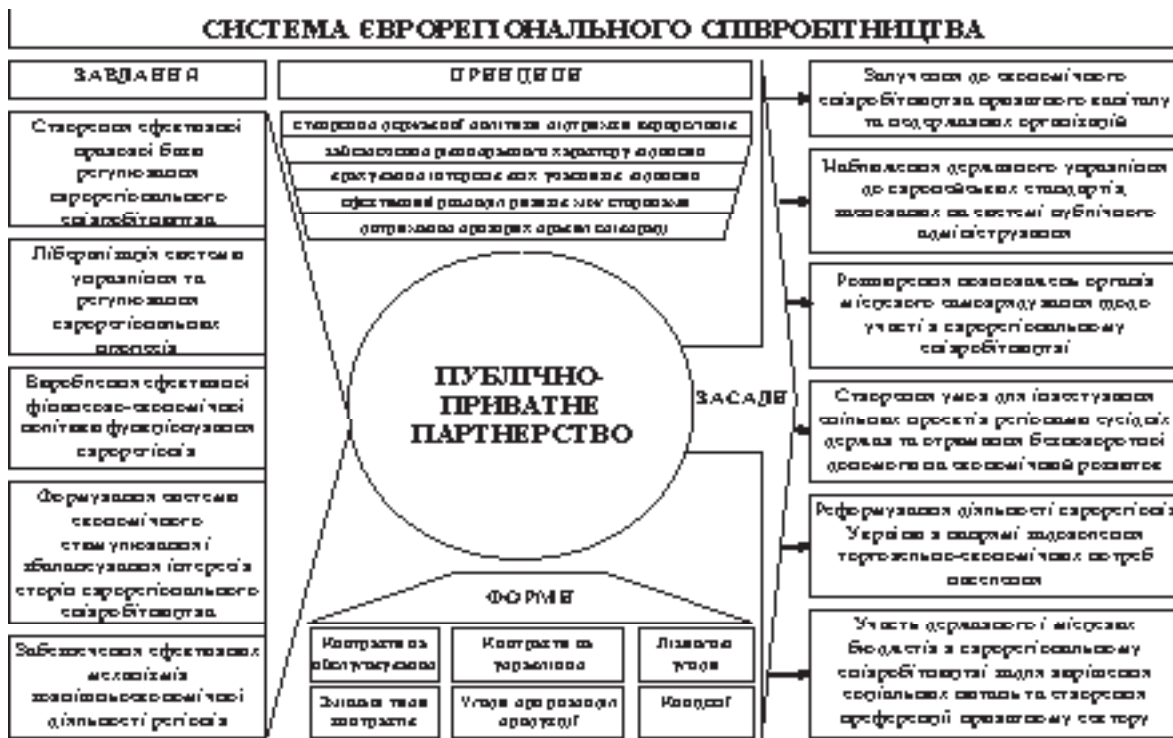 СИСТЕМА ЄВРОРЕГІОНАЛЬНОГО СПІВРОБІТНИЦТВА
ЗАВДАННЯ
Створення ефективної
правової бази
регулювання
єврорегіонального
співробітництва
Лібералізація системи
управління та
регулювання
єврорегіональних
процесів
Вироблення ефективної
фінансово-економічної
політики функціонування
єврорегіонів
Формування системи
економічного
стимулювання і
збалансування інтересів
сторін єврорегіонального
співробітництва
Забезпечення ефективних
механізмів
зовнішньоекономічної
діяльності регіонів
ПРИНЦИПИ
створення державної політики підтримки єврорегіонів
забезпечення рівноправного характеру відносин
врахування інтересів всіх учасників відносин
ефективний розподіл ризиків між сторонами
дотримання прозорих правил співпраці
ПУБЛІЧНО-
ПРИВАТНЕ
ПАРТНЕРСТВО
ЗАСАДИ
ФОРМИ
Контракти на
обслуговування
Контракти на
управління
Лізингові
угоди
Змішані типи
контрактів
Угоди про розподіл
продукції
Концесії
Залучення до економічного
співробітництва приватного капіталу
та недержавних організацій
Наближення державного управління
до європейських стандартів,
заснованих на системі публічного
адміністрування
Розширення повноважень органів
місцевого самоврядування щодо
участі в єврорегіональному
співробітництві
Створення умов для інвестування
спільних проектів регіонами сусідніх
держав та отримання безповоротної
допомоги на економічний розвиток
Реформування діяльності єврорегіонів
України в напрямі задоволення
торговельно-економічних потреб
населення
Участь державного і місцевих
бюджетів в єврорегіональному
співробітництві задля вирішення
соціальних питань та створення
преференцій приватному сектору